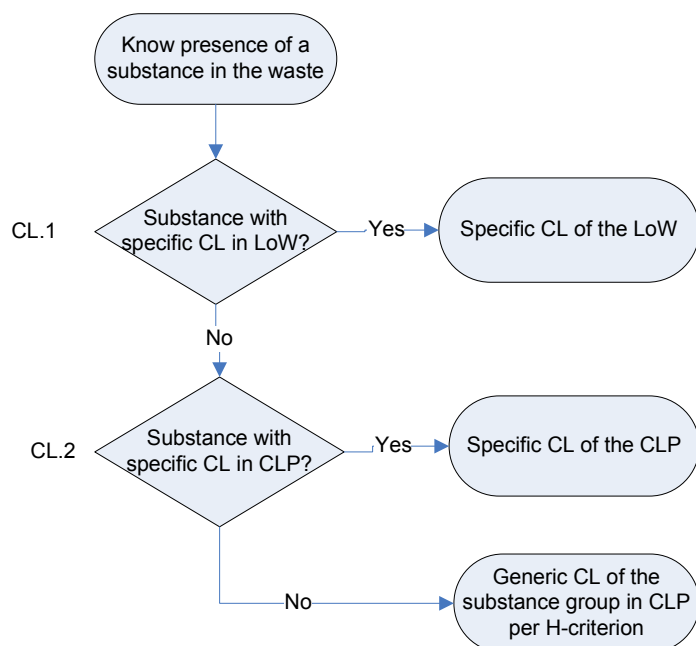 Know presence of a
substance in the waste
CL.1
Substance with
specific CL in LoW?
Yes
Specific CL of the LoW
No
CL.2
Substance with
specific CL in CLP?
Yes
Specific CL of the CLP
No
Generic CL of the
substance group in CLP
per H-criterion